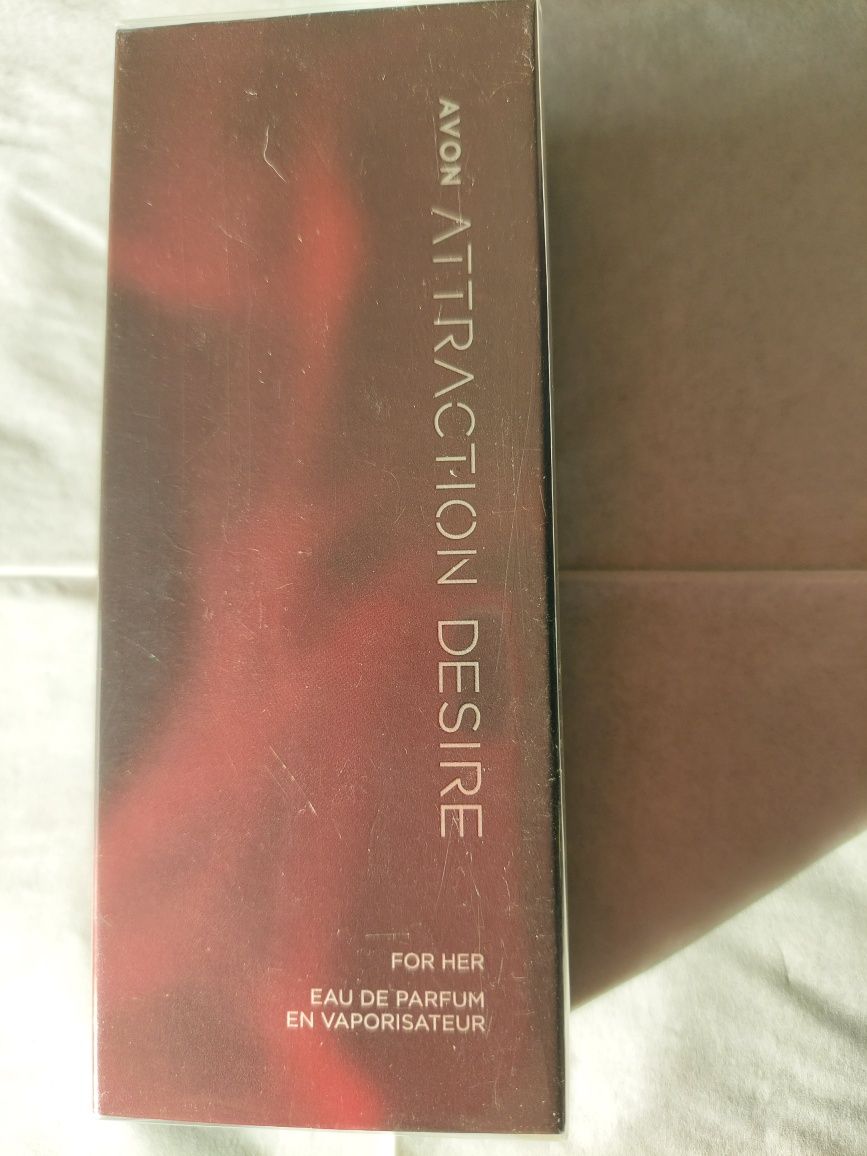 AVON ATTRACTION DESIRE
FOR HER
EAU DE PARFUM
EN VAPORISATEUR